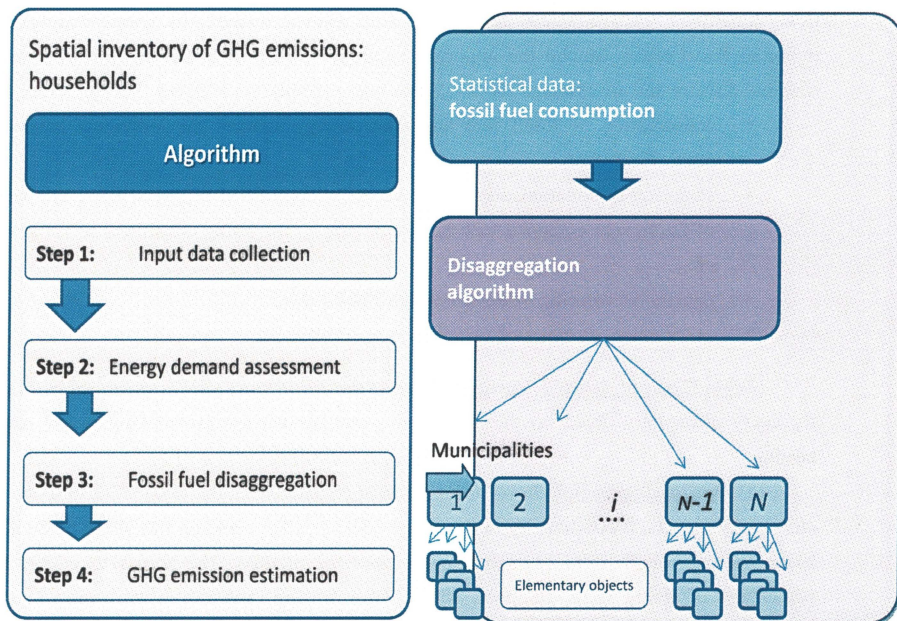 Spatial inventory of GHG emissions:
households
Algorithm
Step 1: Input data collection
Step 2: Energy demand assessment
Step 3: Fossil fuel disaggregation
Step 4: GHG emission estimation
Statistical data:
fossil fuel consumption
Disaggregation
algorithm
Municipalities
1 2 i .... N-1 N
Elementary objects